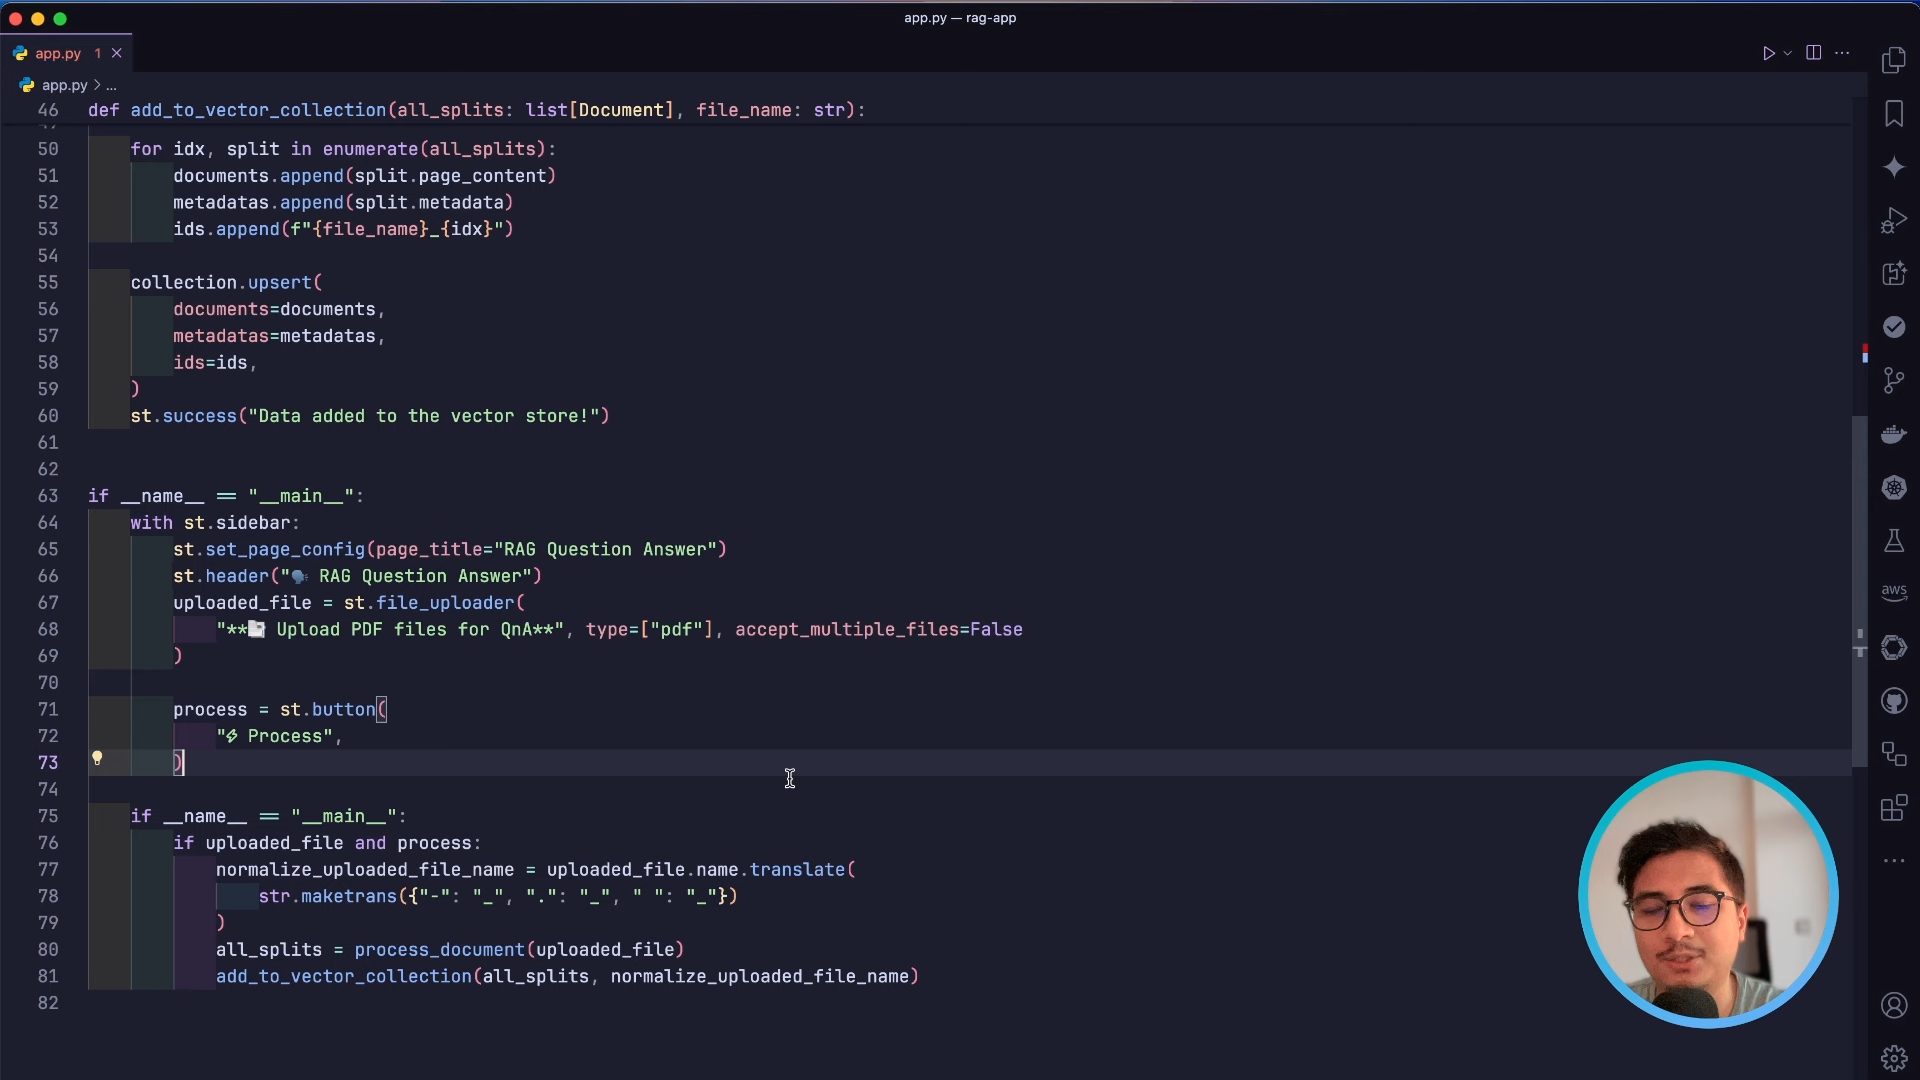 app.py — rag-app
app.py 1
app.py > ...
46 def add_to_vector_collection(all_splits: list[Document], file_name: str):
50 for idx, split in enumerate(all_splits):
51 documents.append(split.page_content)
52 metadatas.append(split.metadata)
53 ids.append(f"{file_name}_{idx}")
54
55 collection.upsert(
56 documents=documents,
57 metadatas=metadatas,
58 ids=ids,
59 )
60 st.success("Data added to the vector store!")
61
62
63 if __name__ == "__main__":
64 with st.sidebar:
65 st.set_page_config(page_title="RAG Question Answer")
66 st.header("🗣️ RAG Question Answer")
67 uploaded_file = st.file_uploader(
68 "**📑 Upload PDF files for QnA**", type=["pdf"], accept_multiple_files=False
69 )
70
71 process = st.button(
72 "⚡ Process",
73 )
74
75 if __name__ == "__main__":
76 if uploaded_file and process:
77 normalize_uploaded_file_name = uploaded_file.name.translate(
78 str.maketrans({"-": "_", ".": "_", " ": "_"})
79 )
80 all_splits = process_document(uploaded_file)
81 add_to_vector_collection(all_splits, normalize_uploaded_file_name)
82
aws